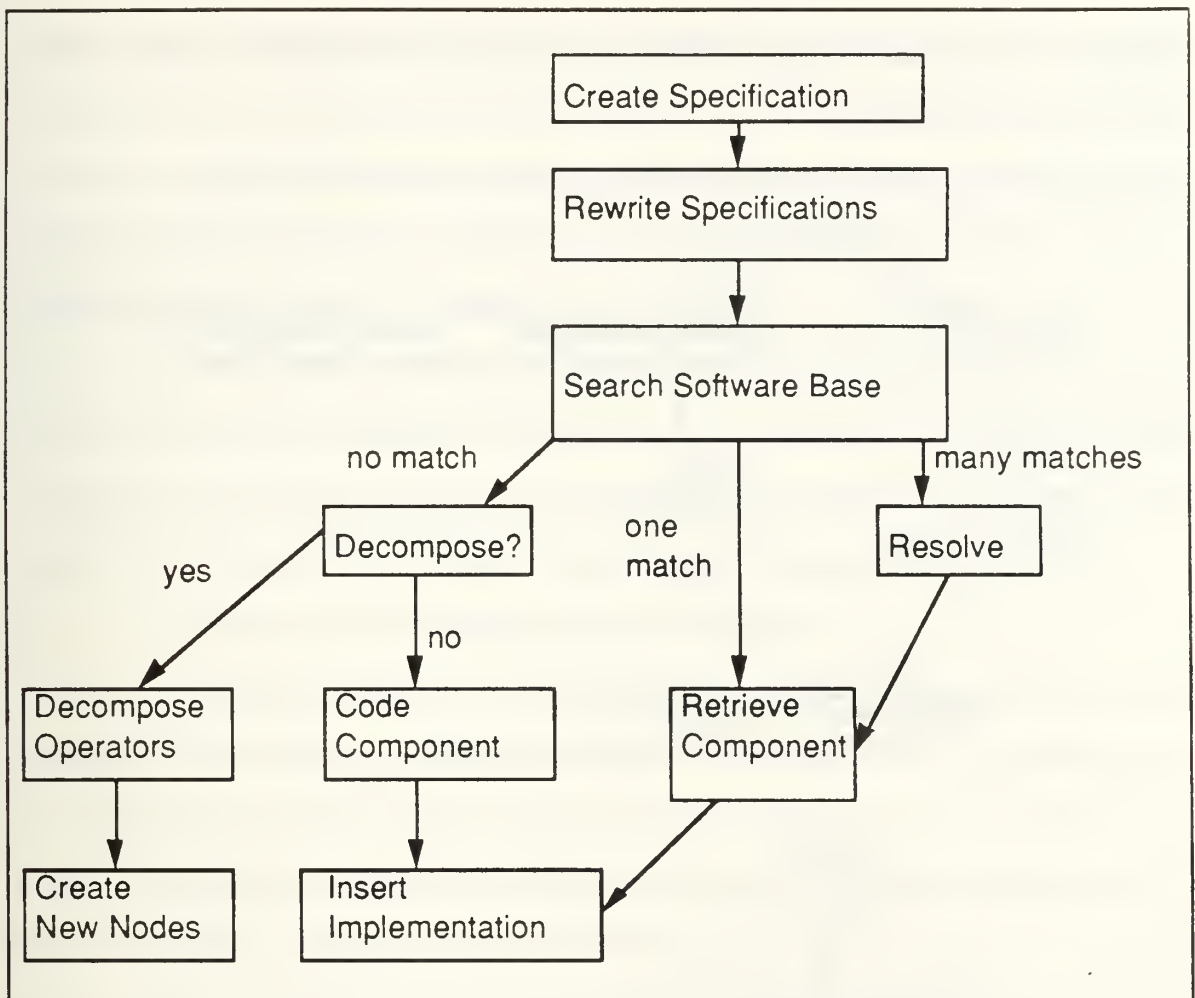 Create Specification
Rewrite Specifications
Search Software Base
no match
many matches
one
match
Decompose?
Resolve
yes
no
Decompose
Operators
Code
Component
Retrieve
Component
Create
New Nodes
Insert
Implementation